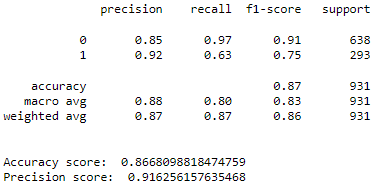 precision recall f1-score support
0 0.85 0.97 0.91 638
1 0.92 0.63 0.75 293
accuracy 0.87 931
macro avg 0.88 0.80 0.83 931
weighted avg 0.87 0.87 0.86 931
Accuracy score: 0.8668098818474759
Precision score: 0.916256157635468